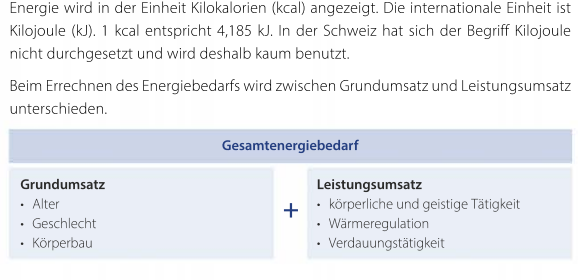 Energie wird in der Einheit Kilokalorien (kcal) angezeigt. Die internationale Einheit ist
Kilojoule (kJ). 1 kcal entspricht 4,185 kJ. In der Schweiz hat sich der Begriff Kilojoule
nicht durchgesetzt und wird deshalb kaum benutzt.
Beim Errechnen des Energiebedarfs wird zwischen Grundumsatz und Leistungsumsatz
unterschieden.
Gesamtenergiebedarf
Grundumsatz
• Alter
• Geschlecht
• Körperbau
+
Leistungsumsatz
• körperliche und geistige Tätigkeit
• Wärmeregulation
• Verdauungstätigkeit